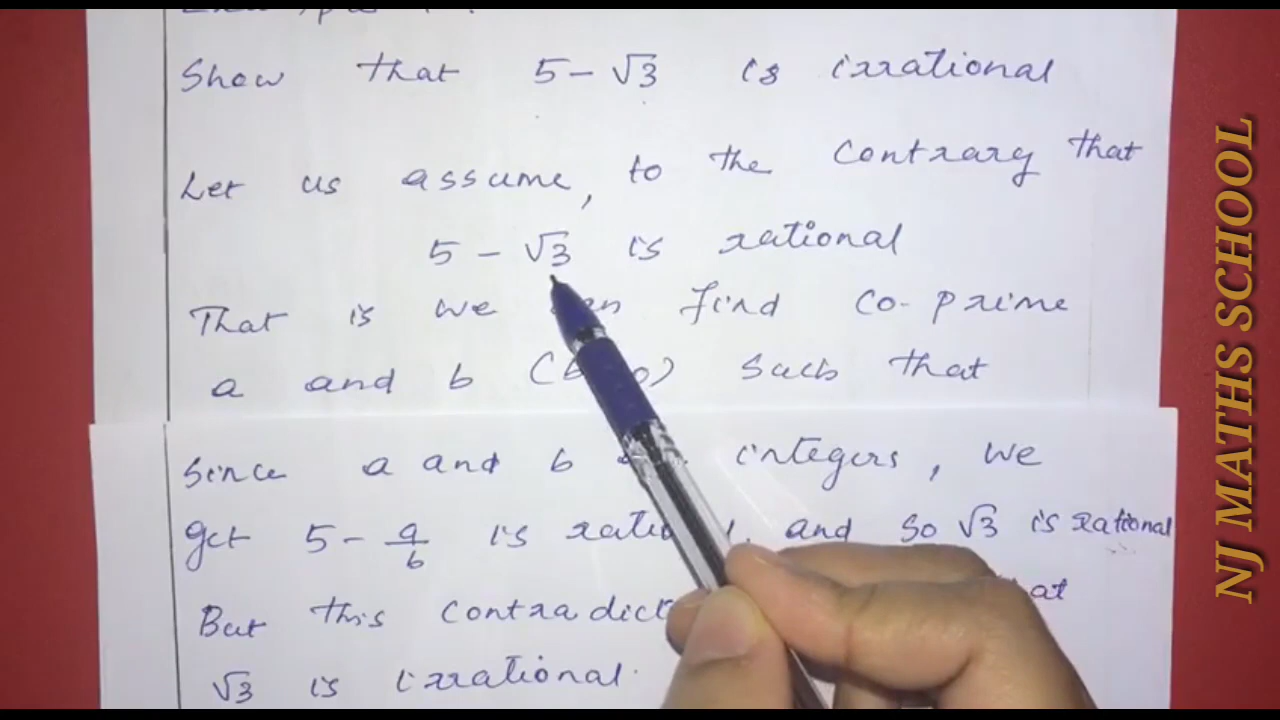 Show that 5 - √3 is irrational
Let us assume, to the contrary that
5 - √3 is rational
That is we find co-prime
a and b such that
Since a and b integers, we
get 5 - a/b is and so √3 is rational
But this
√3 is irrational.
NJ MATHS SCHOOL